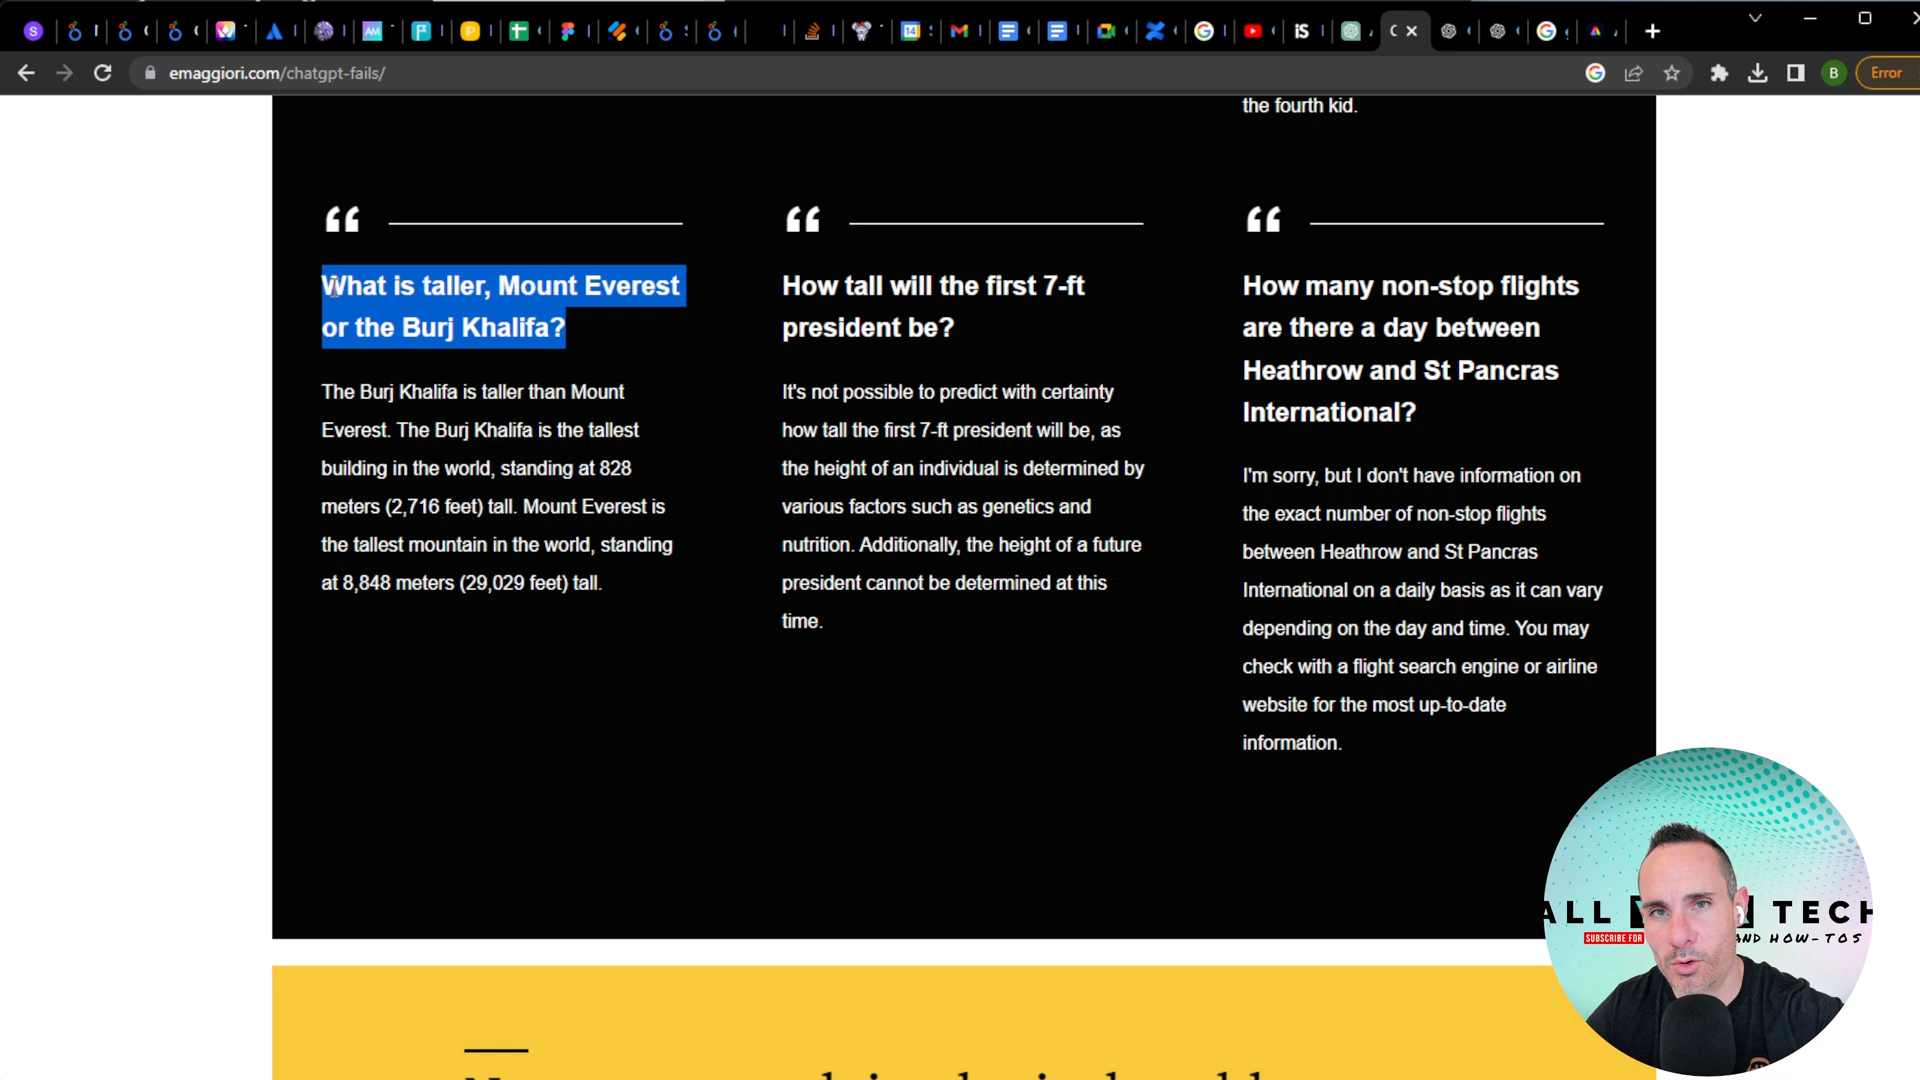 emaggiori.com/chatgpt-fails/
B
Error
the fourth kid.
What is taller, Mount Everest
or the Burj Khalifa?
The Burj Khalifa is taller than Mount
Everest. The Burj Khalifa is the tallest
building in the world, standing at 828
meters (2,716 feet) tall. Mount Everest is
the tallest mountain in the world, standing
at 8,848 meters (29,029 feet) tall.
How tall will the first 7-ft
president be?
It's not possible to predict with certainty
how tall the first 7-ft president will be, as
the height of an individual is determined by
various factors such as genetics and
nutrition. Additionally, the height of a future
president cannot be determined at this
time.
How many non-stop flights
are there a day between
Heathrow and St Pancras
International?
I'm sorry, but I don't have information on
the exact number of non-stop flights
between Heathrow and St Pancras
International on a daily basis as it can vary
depending on the day and time. You may
check with a flight search engine or airline
website for the most up-to-date
information.
ALL TECH
SUBSCRIBE FOR AND HOW-TOS